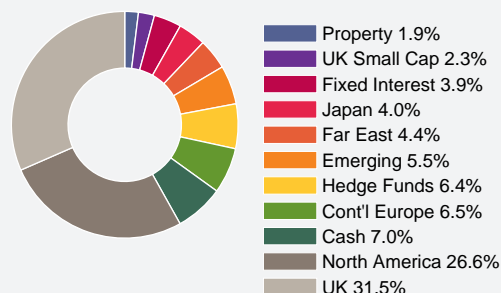 Property 1.9%
UK Small Cap 2.3%
Fixed Interest 3.9%
Japan 4.0%
Far East 4.4%
Emerging 5.5%
Hedge Funds 6.4%
Cont'l Europe 6.5%
Cash 7.0%
North America 26.6%
UK 31.5%